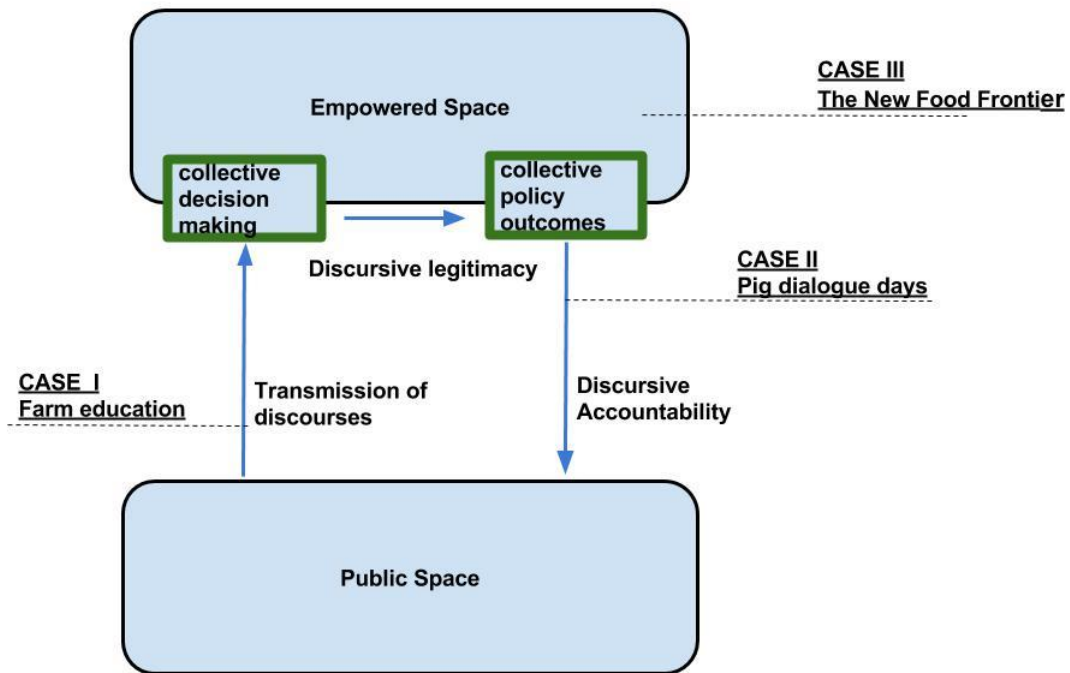 CASE III
The New Food Frontier
Empowered Space
collective
decision
making
collective
policy
outcomes
Discursive legitimacy
CASE II
Pig dialogue days
CASE I
Farm education
Transmission of
discourses
Discursive
Accountability
Public Space